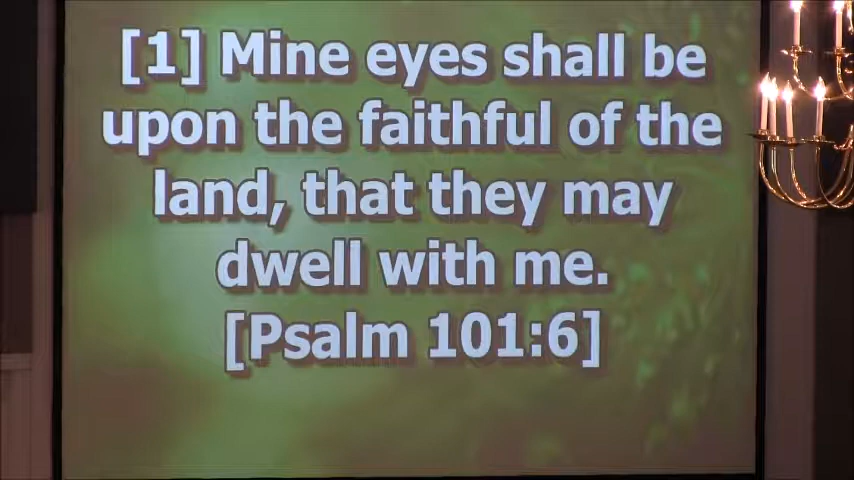 [1] Mine eyes shall be
upon the faithful of the
land, that they may
dwell with me.
[Psalm 101:6]